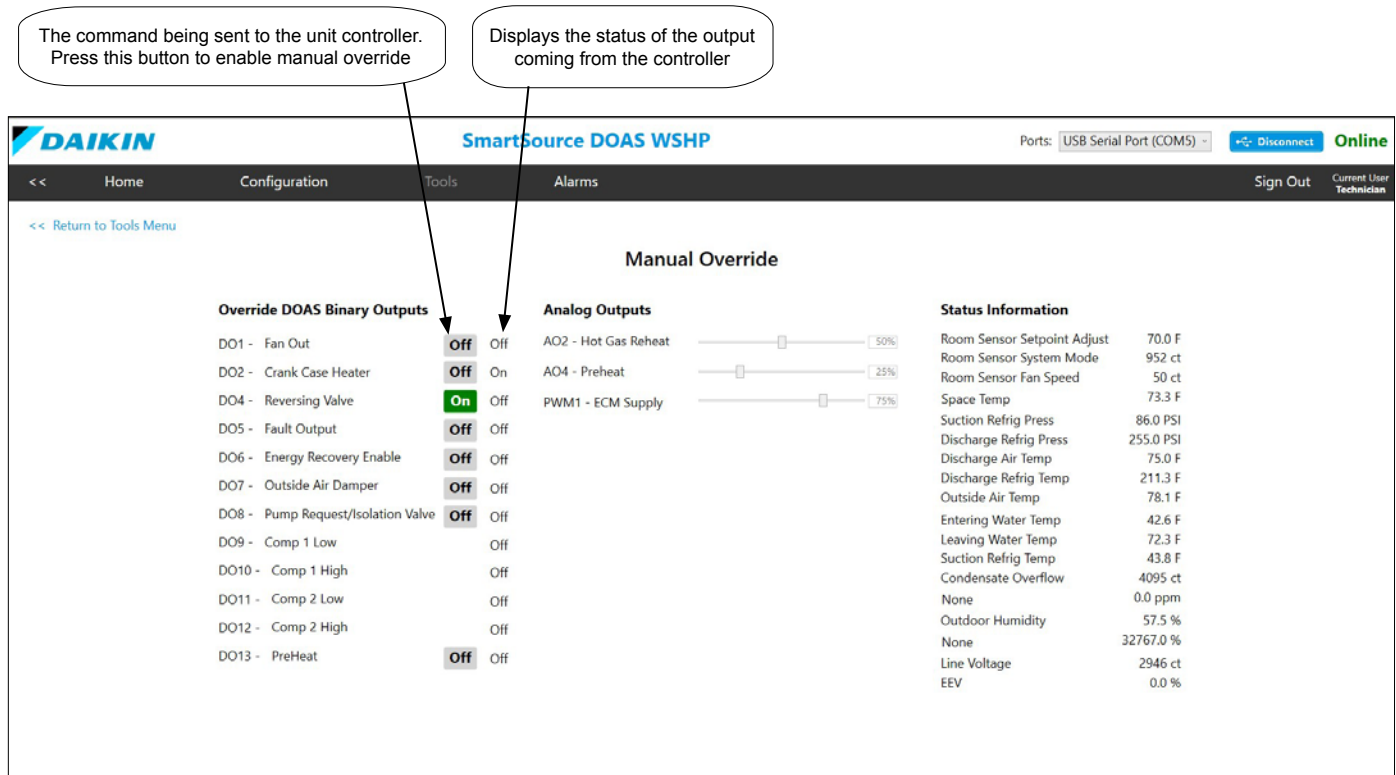 The command being sent to the unit controller.
Press this button to enable manual override
Displays the status of the output
coming from the controller
DAIKIN
SmartSource DOAS WSHP
Ports: USB Serial Port (COM5)
Disconnect
Online
<< Home Configuration Tools Alarms Sign Out Current User
Technician
<< Return to Tools Menu
Manual Override
Override DOAS Binary Outputs
DO1 - Fan Out Off Off
DO2 - Crank Case Heater Off On
DO4 - Reversing Valve On Off
DO5 - Fault Output Off Off
DO6 - Energy Recovery Enable Off Off
DO7 - Outside Air Damper Off Off
DO8 - Pump Request/Isolation Valve Off Off
DO9 - Comp 1 Low Off
DO10 - Comp 1 High Off
DO11 - Comp 2 Low Off
DO12 - Comp 2 High Off
DO13 - PreHeat Off Off
Analog Outputs
AO2 - Hot Gas Reheat 50%
AO4 - Preheat 25%
PWM1 - ECM Supply 75%
Status Information
Room Sensor Setpoint Adjust 70.0 F
Room Sensor System Mode 952 ct
Room Sensor Fan Speed 50 ct
Space Temp 73.3 F
Suction Refrig Press 86.0 PSI
Discharge Refrig Press 255.0 PSI
Discharge Air Temp 75.0 F
Discharge Refrig Temp 211.3 F
Outside Air Temp 78.1 F
Entering Water Temp 42.6 F
Leaving Water Temp 72.3 F
Suction Refrig Temp 43.8 F
Condensate Overflow 4095 ct
None 0.0 ppm
Outdoor Humidity 57.5 %
None 32767.0 %
Line Voltage 2946 ct
EEV 0.0 %